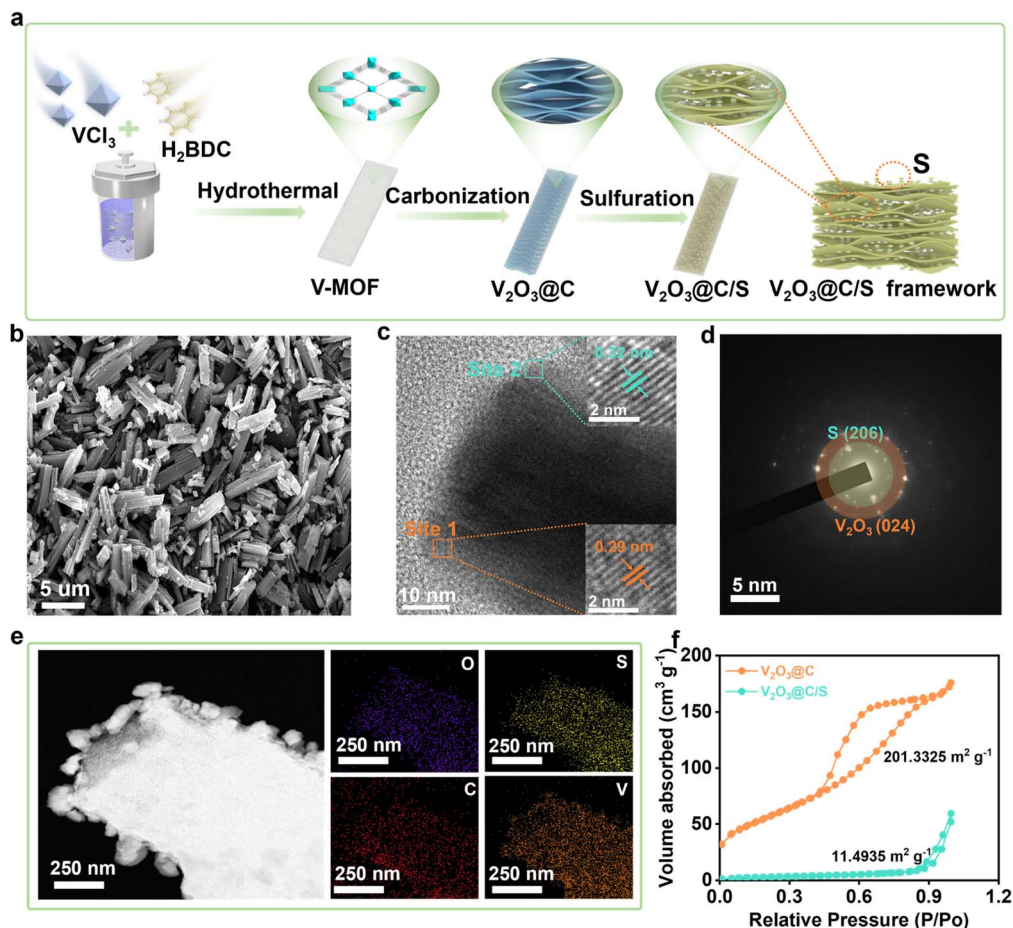 a
VCl₃
H₂BDC
Hydrothermal
Carbonization
Sulfuration
S
V-MOF
V₂O₃@C
V₂O₃@C/S
V₂O₃@C/S framework
b
5 um
c
Site 2
0.32 nm
2 nm
Site 1
0.29 nm
2 nm
10 nm
d
S (206)
V₂O₃ (024)
5 nm
e
250 nm
O
250 nm
S
250 nm
C
250 nm
V
250 nm
f
Volume absorbed (cm³ g⁻¹)
200
150
100
50
0
V₂O₃@C
V₂O₃@C/S
201.3325 m² g⁻¹
11.4935 m² g⁻¹
0.0 0.3 0.6 0.9 1.2
Relative Pressure (P/Po)